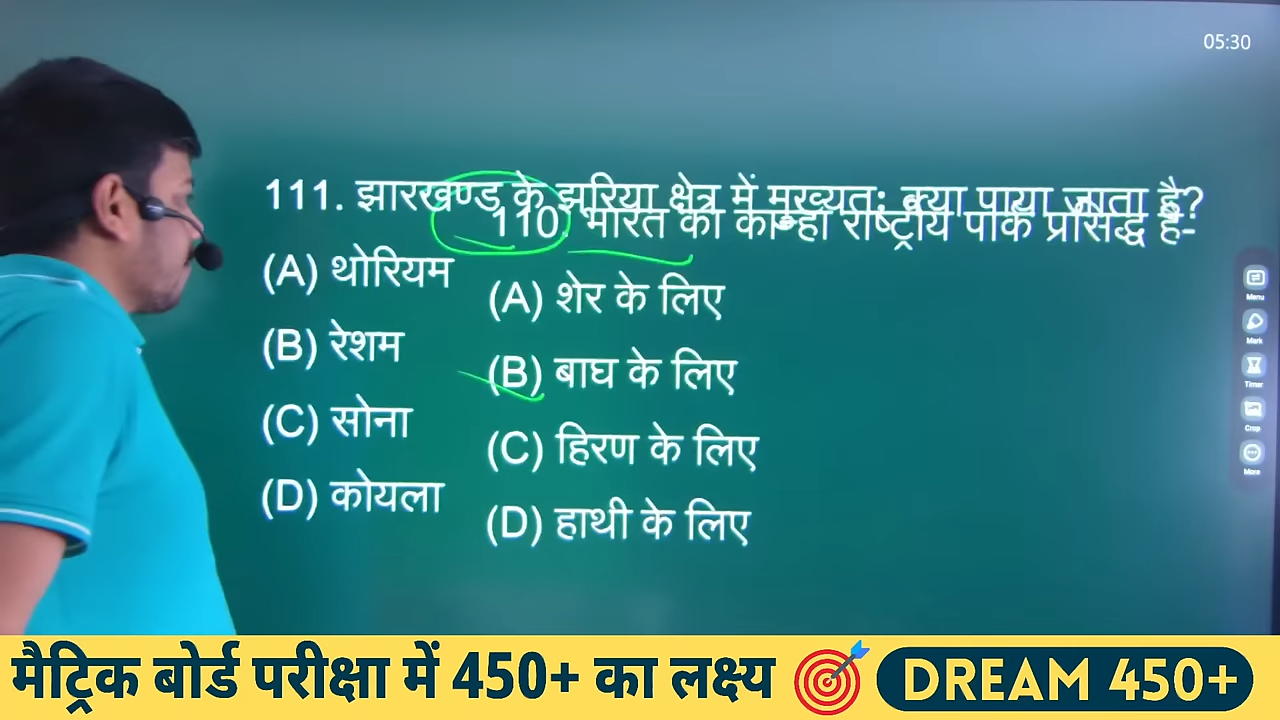 05:30
111. झारखण्ड के झरिया क्षेत्र में मुख्यतः क्या पाया जाता है?
110. भारत का कान्हा राष्ट्रीय पार्क प्रसिद्ध है-
(A) थोरियम
(B) रेशम
(C) सोना
(D) कोयला
(A) शेर के लिए
(B) बाघ के लिए
(C) हिरण के लिए
(D) हाथी के लिए
Menu
Mark
Timer
Crop
More
मैट्रिक बोर्ड परीक्षा में 450+ का लक्ष्य
DREAM 450+